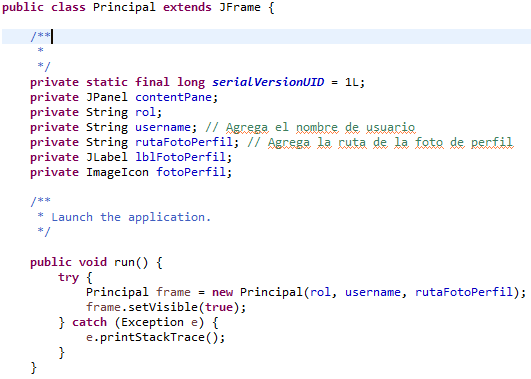 public class Principal extends JFrame {
/**
*
*/
private static final long serialVersionUID = 1L;
private JPanel contentPane;
private String rol;
private String username; // Agrega el nombre de usuario
private String rutaFotoPerfil; // Agrega la ruta de la foto de perfil
private JLabel lblFotoPerfil;
private ImageIcon fotoPerfil;
/**
* Launch the application.
*/
public void run() {
try {
Principal frame = new Principal(rol, username, rutaFotoPerfil);
frame.setVisible(true);
} catch (Exception e) {
e.printStackTrace();
}
}